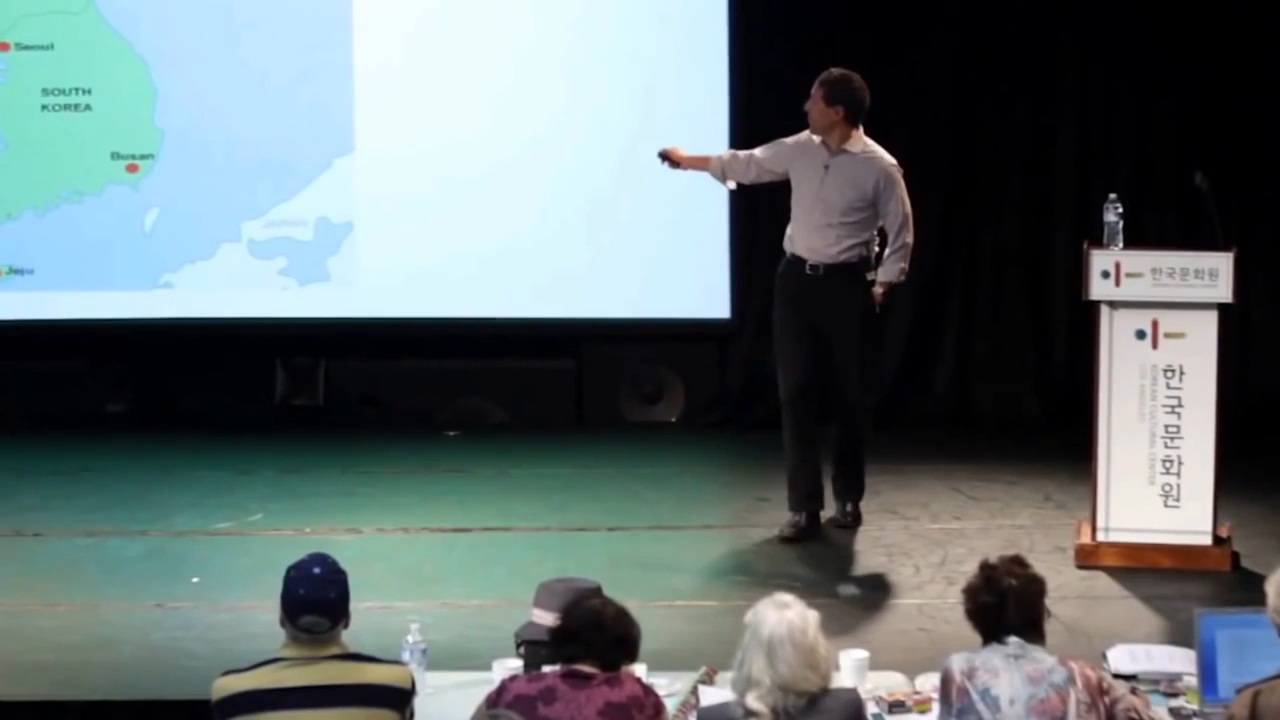 Seoul
SOUTH
KOREA
Busan
Jeju
한국문화원
한국문화원
KOREAN CULTURAL CENTER
LOS ANGELES